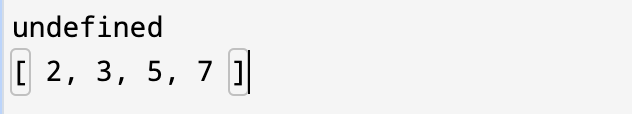 undefined
[ 2, 3, 5, 7 ]